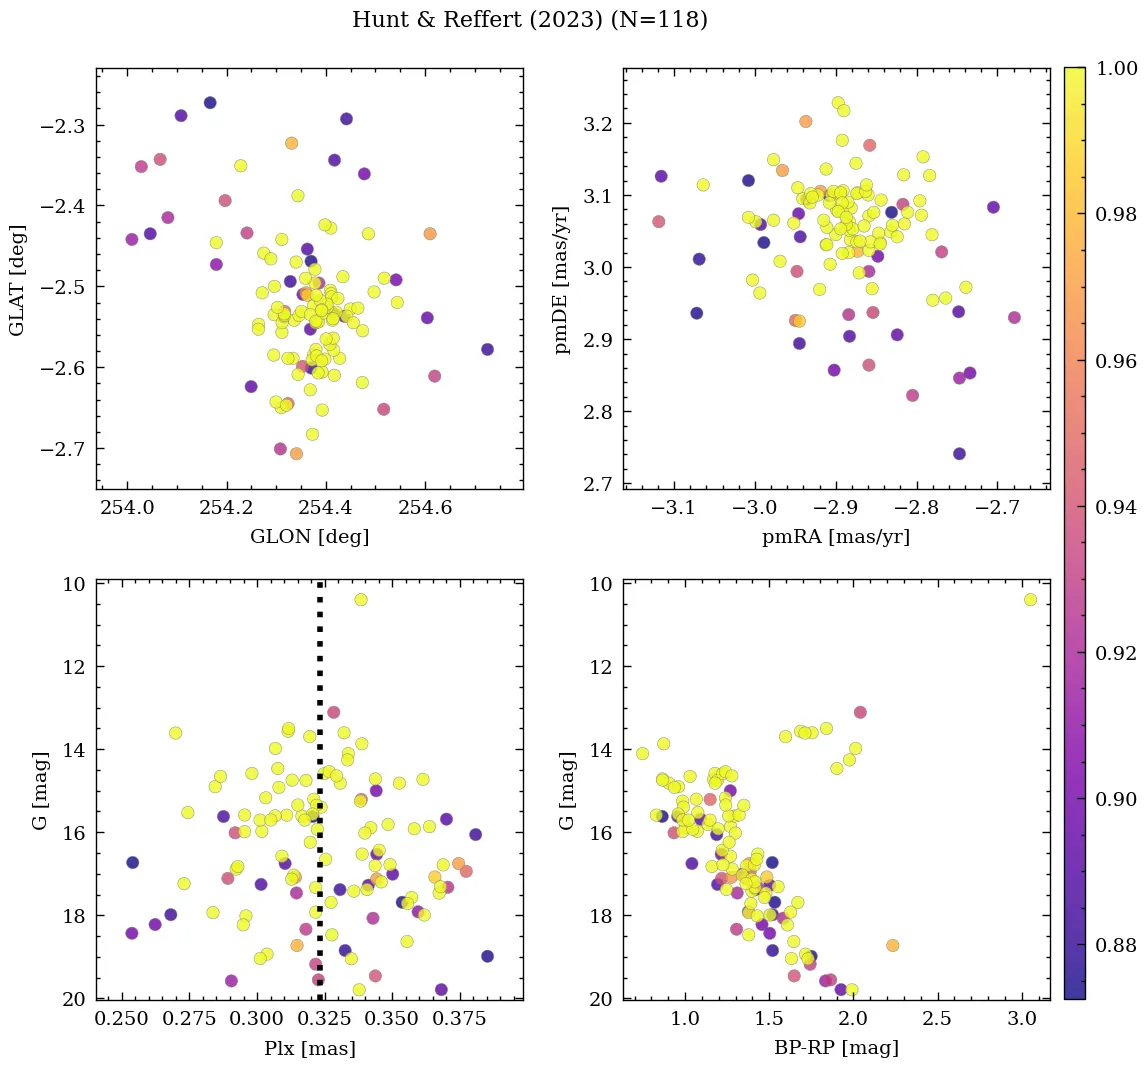 Hunt & Reffert (2023) (N=118)
−2.3
−2.4
−2.5
−2.6
−2.7
GLAT [deg]
254.0 254.2 254.4 254.6
GLON [deg]
3.2
3.1
3.0
2.9
2.8
2.7
pmDE [mas/yr]
−3.1 −3.0 −2.9 −2.8 −2.7
pmRA [mas/yr]
10
12
14
16
18
20
G [mag]
0.250 0.275 0.300 0.325 0.350 0.375
Plx [mas]
10
12
14
16
18
20
G [mag]
1.0 1.5 2.0 2.5 3.0
BP-RP [mag]
1.00
0.98
0.96
0.94
0.92
0.90
0.88